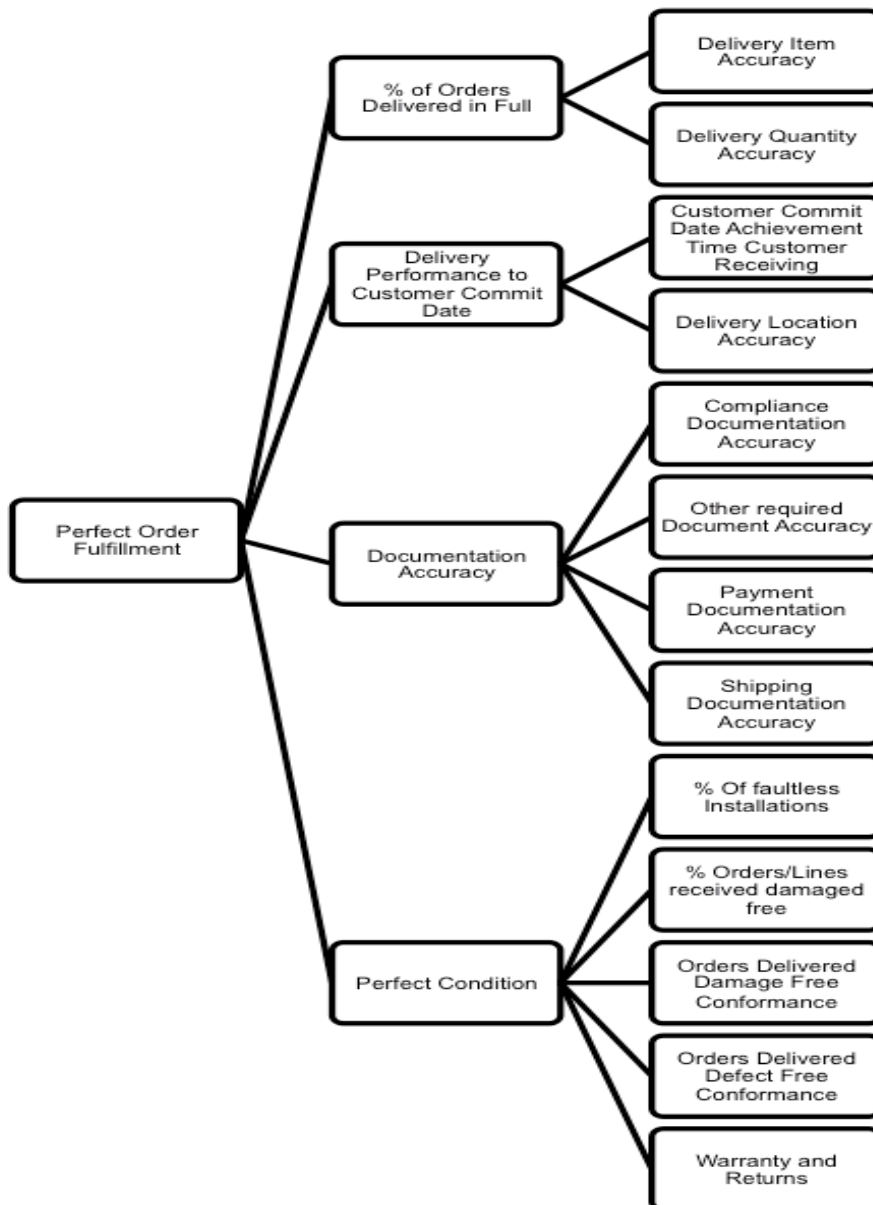 Delivery Item
Accuracy
% of Orders
Delivered in Full
Delivery Quantity
Accuracy
Customer Commit
Date Achievement
Time Customer
Receiving
Delivery
Performance to
Customer Commit
Date
Delivery Location
Accuracy
Compliance
Documentation
Accuracy
Other required
Document Accuracy
Perfect Order
Fulfillment
Documentation
Accuracy
Payment
Documentation
Accuracy
Shipping
Documentation
Accuracy
% Of faultless
Installations
% Orders/Lines
received damaged
free
Perfect Condition
Orders Delivered
Damage Free
Conformance
Orders Delivered
Defect Free
Conformance
Warranty and
Returns